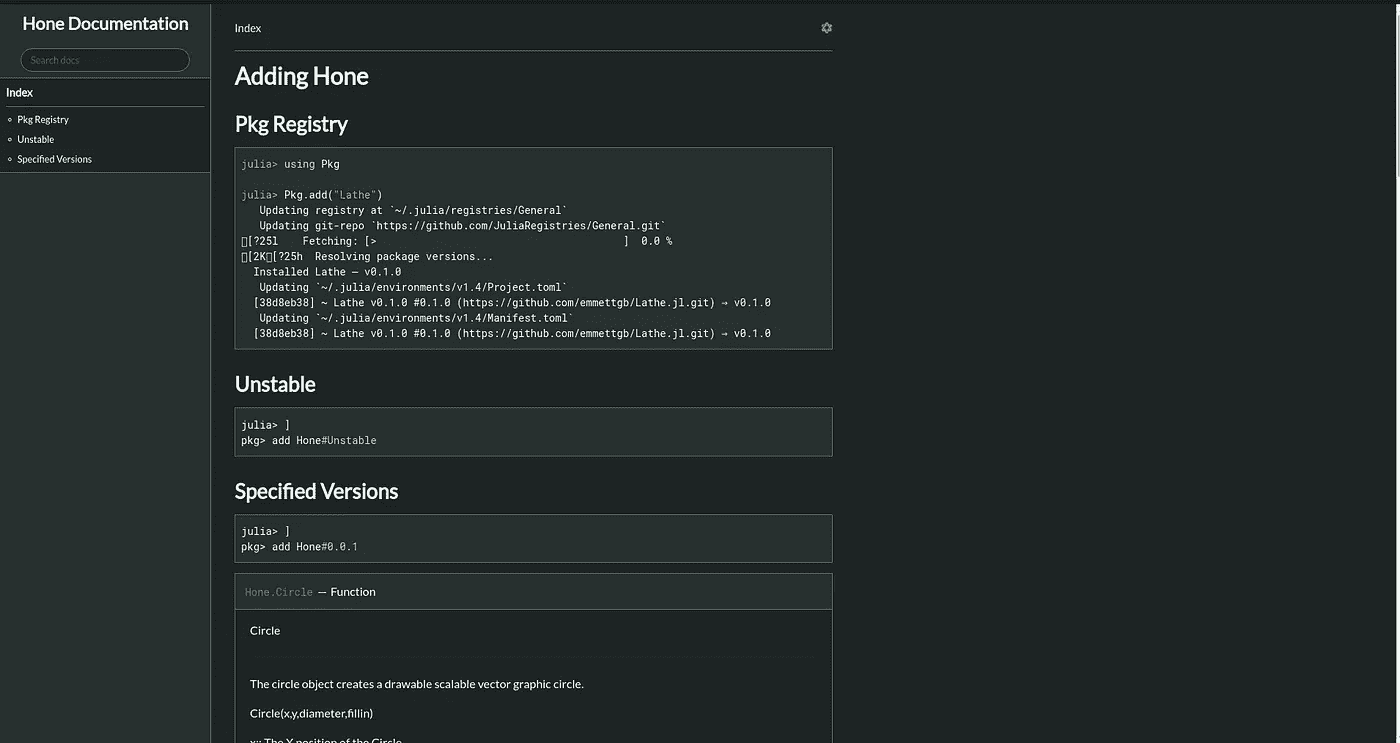 Hone Documentation
Search docs
Index
Pkg Registry
Unstable
Specified Versions
Index
Adding Hone
Pkg Registry
julia> using Pkg
julia> Pkg.add("Lathe")
Updating registry at `~/.julia/registries/General`
Updating git-repo `https://github.com/JuliaRegistries/General.git`
[?25l    Fetching: [>                                        ]  0.0 %
[2K[?25h  Resolving package versions...
Installed Lathe — v0.1.0
Updating `~/.julia/environments/v1.4/Project.toml`
[38d8eb38] ~ Lathe v0.1.0 #0.1.0 (https://github.com/emmettgb/Lathe.jl.git) ⇒ v0.1.0
Updating `~/.julia/environments/v1.4/Manifest.toml`
[38d8eb38] ~ Lathe v0.1.0 #0.1.0 (https://github.com/emmettgb/Lathe.jl.git) ⇒ v0.1.0
Unstable
julia> ]
pkg> add Hone#Unstable
Specified Versions
julia> ]
pkg> add Hone#0.0.1
Hone.Circle — Function
Circle
The circle object creates a drawable scalable vector graphic circle.
Circle(x,y,diameter,fillin)
x:: The X position of the Circle